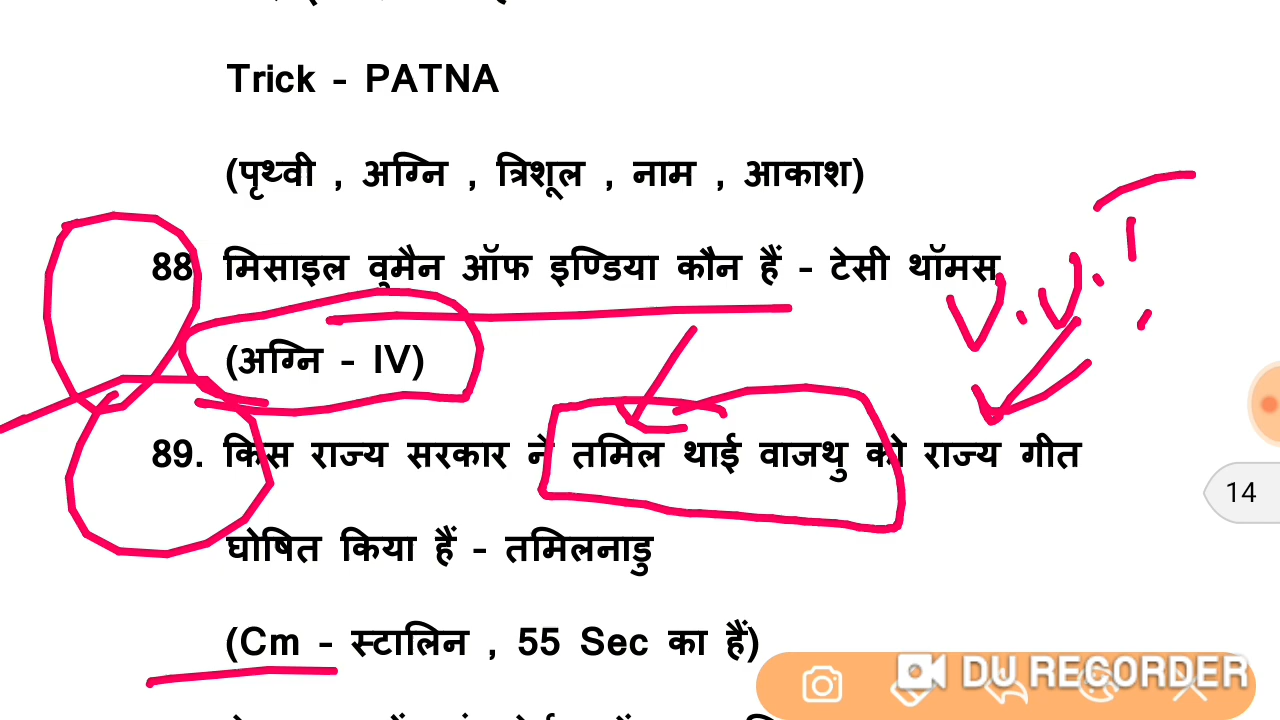 Trick - PATNA
(पृथ्वी , अग्नि , त्रिशूल , नाम , आकाश)
88. मिसाइल वुमैन ऑफ इण्डिया कौन हैं - टेसी थॉमस
(अग्नि - IV)
V.V.I
89. किस राज्य सरकार ने तमिल थाई वाजथु को राज्य गीत
14
घोषित किया हैं - तमिलनाडु
(Cm - स्टालिन , 55 Sec का हैं)
DU RECORDER